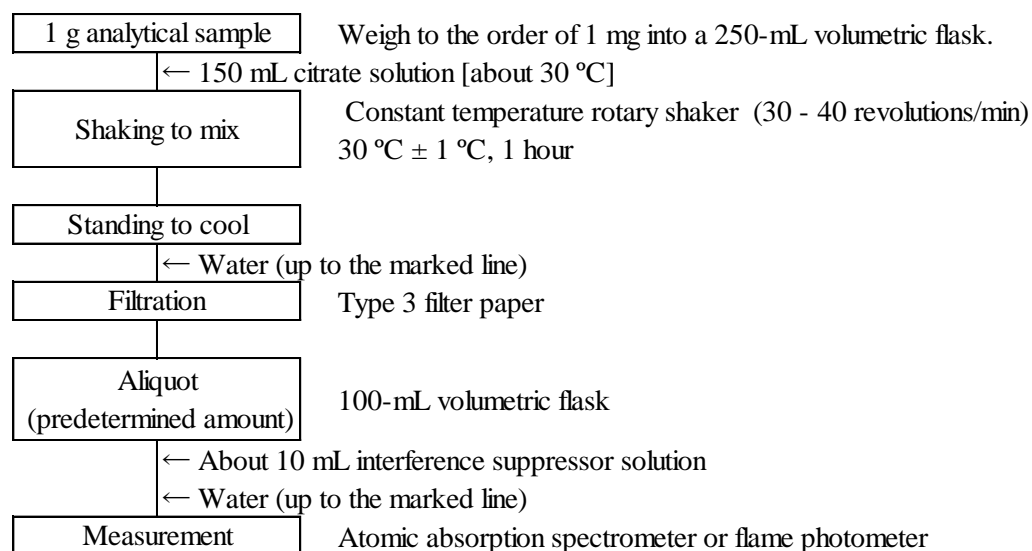 1 g analytical sample Weigh to the order of 1 mg into a 250-mL volumetric flask.
← 150 mL citrate solution [about 30 ºC]
Shaking to mix
Constant temperature rotary shaker (30 - 40 revolutions/min)
30 ºC ± 1 ºC, 1 hour
Standing to cool
← Water (up to the marked line)
Filtration Type 3 filter paper
Aliquot
(predetermined amount)
100-mL volumetric flask
← About 10 mL interference suppressor solution
← Water (up to the marked line)
Measurement Atomic absorption spectrometer or flame photometer